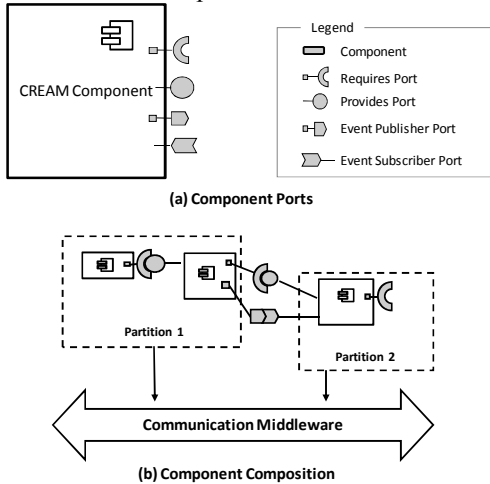 CREAM Component
Legend
Component
Requires Port
Provides Port
Event Publisher Port
Event Subscriber Port
(a) Component Ports
Partition 1
Partition 2
Communication Middleware
(b) Component Composition